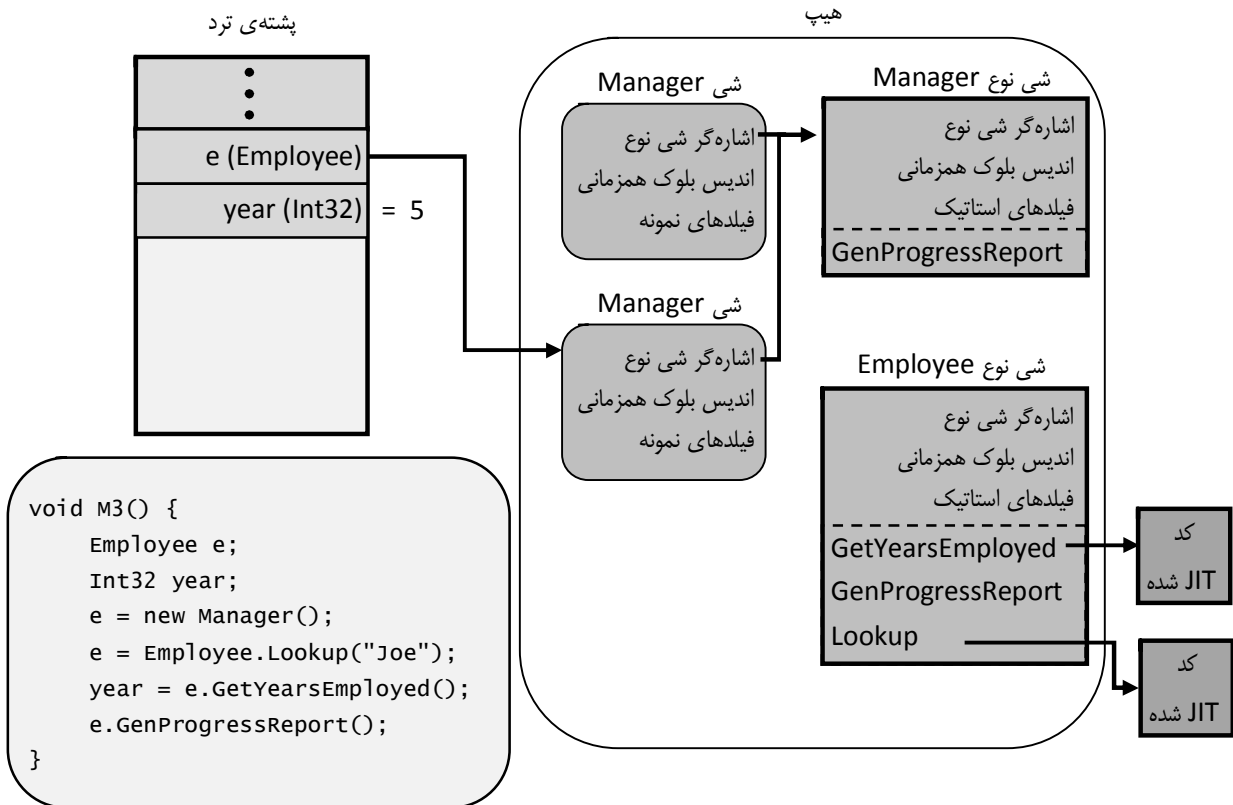 پشته‌ی ترد
e (Employee)
year (Int32) = 5
هیپ
شی Manager
اشاره‌گر شی نوع
اندیس بلوک همزمانی
فیلدهای نمونه
شی Manager
اشاره‌گر شی نوع
اندیس بلوک همزمانی
فیلدهای نمونه
شی نوع Manager
اشاره‌گر شی نوع
اندیس بلوک همزمانی
فیلدهای استاتیک
GenProgressReport
شی نوع Employee
اشاره‌گر شی نوع
اندیس بلوک همزمانی
فیلدهای استاتیک
GetYearsEmployed
GenProgressReport
Lookup
کد
JIT شده
کد
JIT شده
void M3() {
Employee e;
Int32 year;
e = new Manager();
e = Employee.Lookup("Joe");
year = e.GetYearsEmployed();
e.GenProgressReport();
}